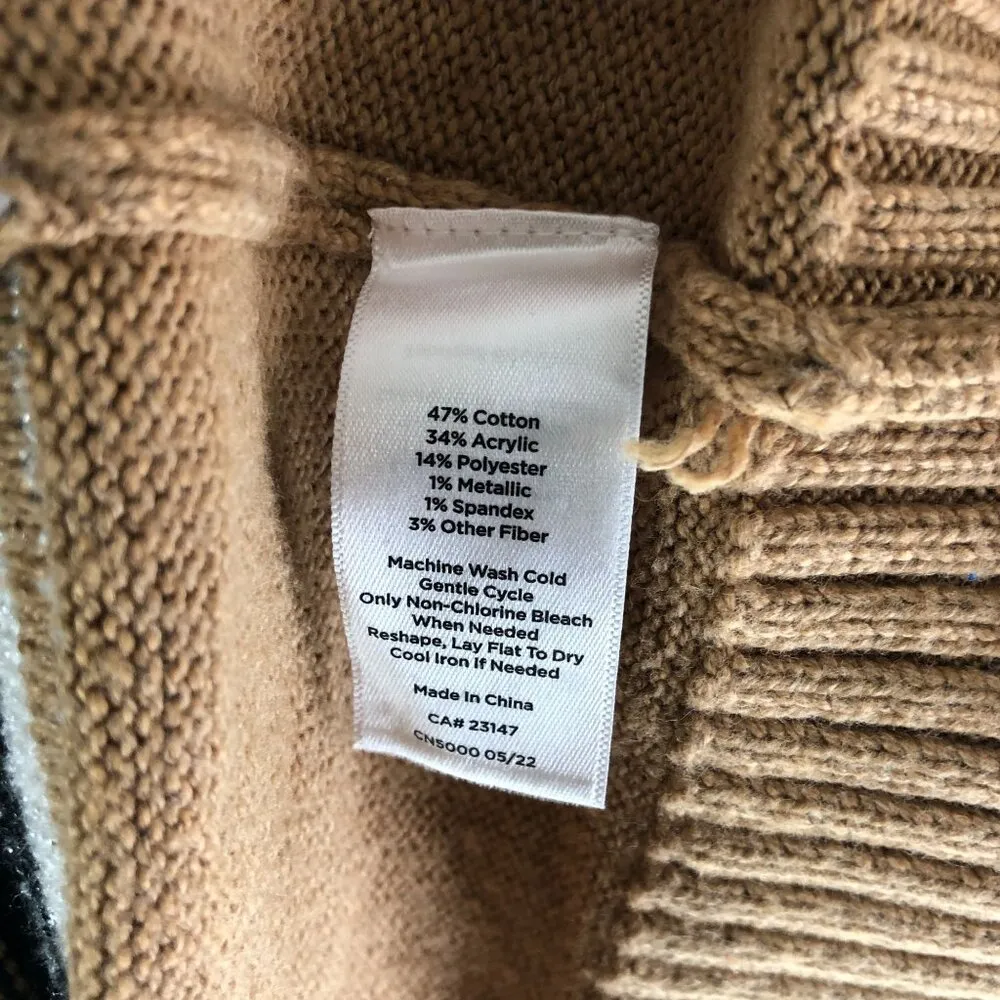 47% Cotton
34% Acrylic
14% Polyester
1% Metallic
1% Spandex
3% Other Fiber
Machine Wash Cold
Gentle Cycle
Only Non-Chlorine Bleach
When Needed
Reshape, Lay Flat To Dry
Cool Iron If Needed
Made In China
CA# 23147
CN5000 05/22